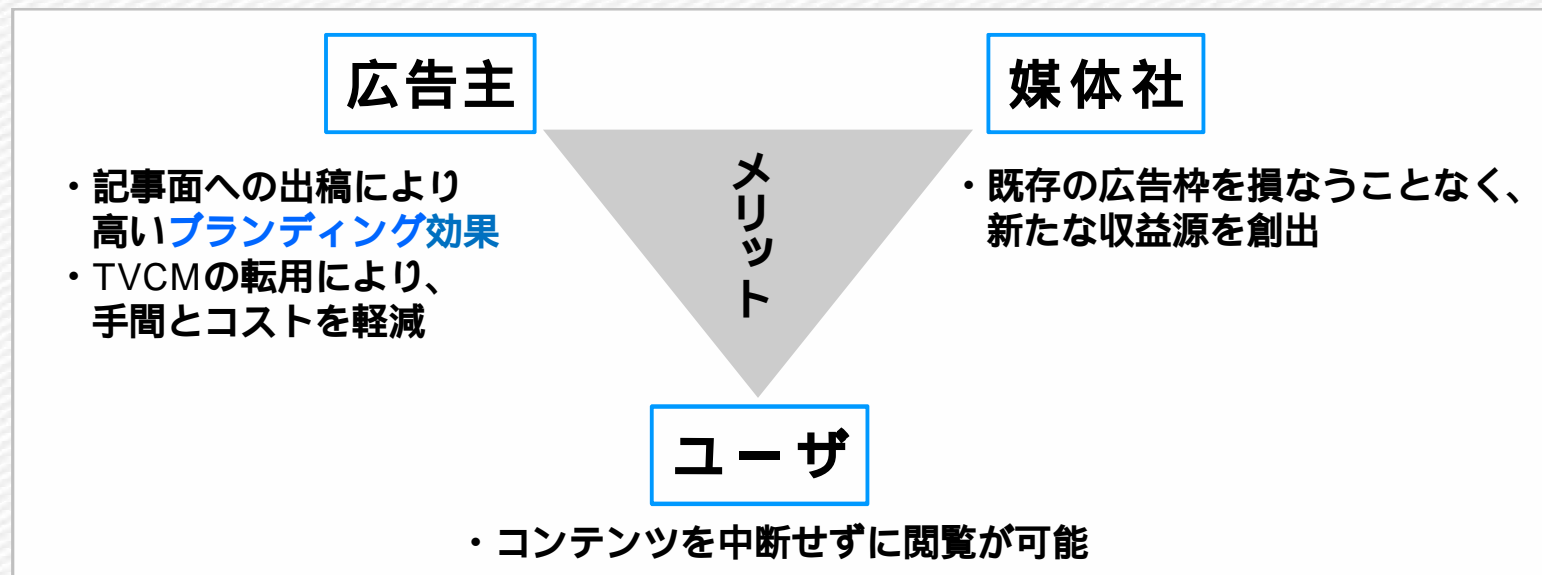 広告主
媒体社
メリット
・記事面への出稿により
高いブランディング効果
・TVCMの転用により、
手間とコストを軽減
・既存の広告枠を損なうことなく、
新たな収益源を創出
ユーザ
・コンテンツを中断せずに閲覧が可能